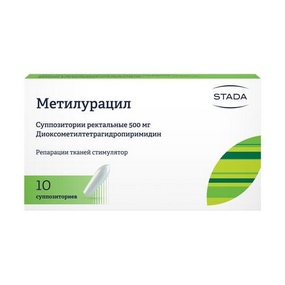 STADA
Метилурацил
Суппозитории ректальные 500 мг
Диоксометилтетрагидропиримидин
Репарации тканей стимулятор
10
суппозиториев